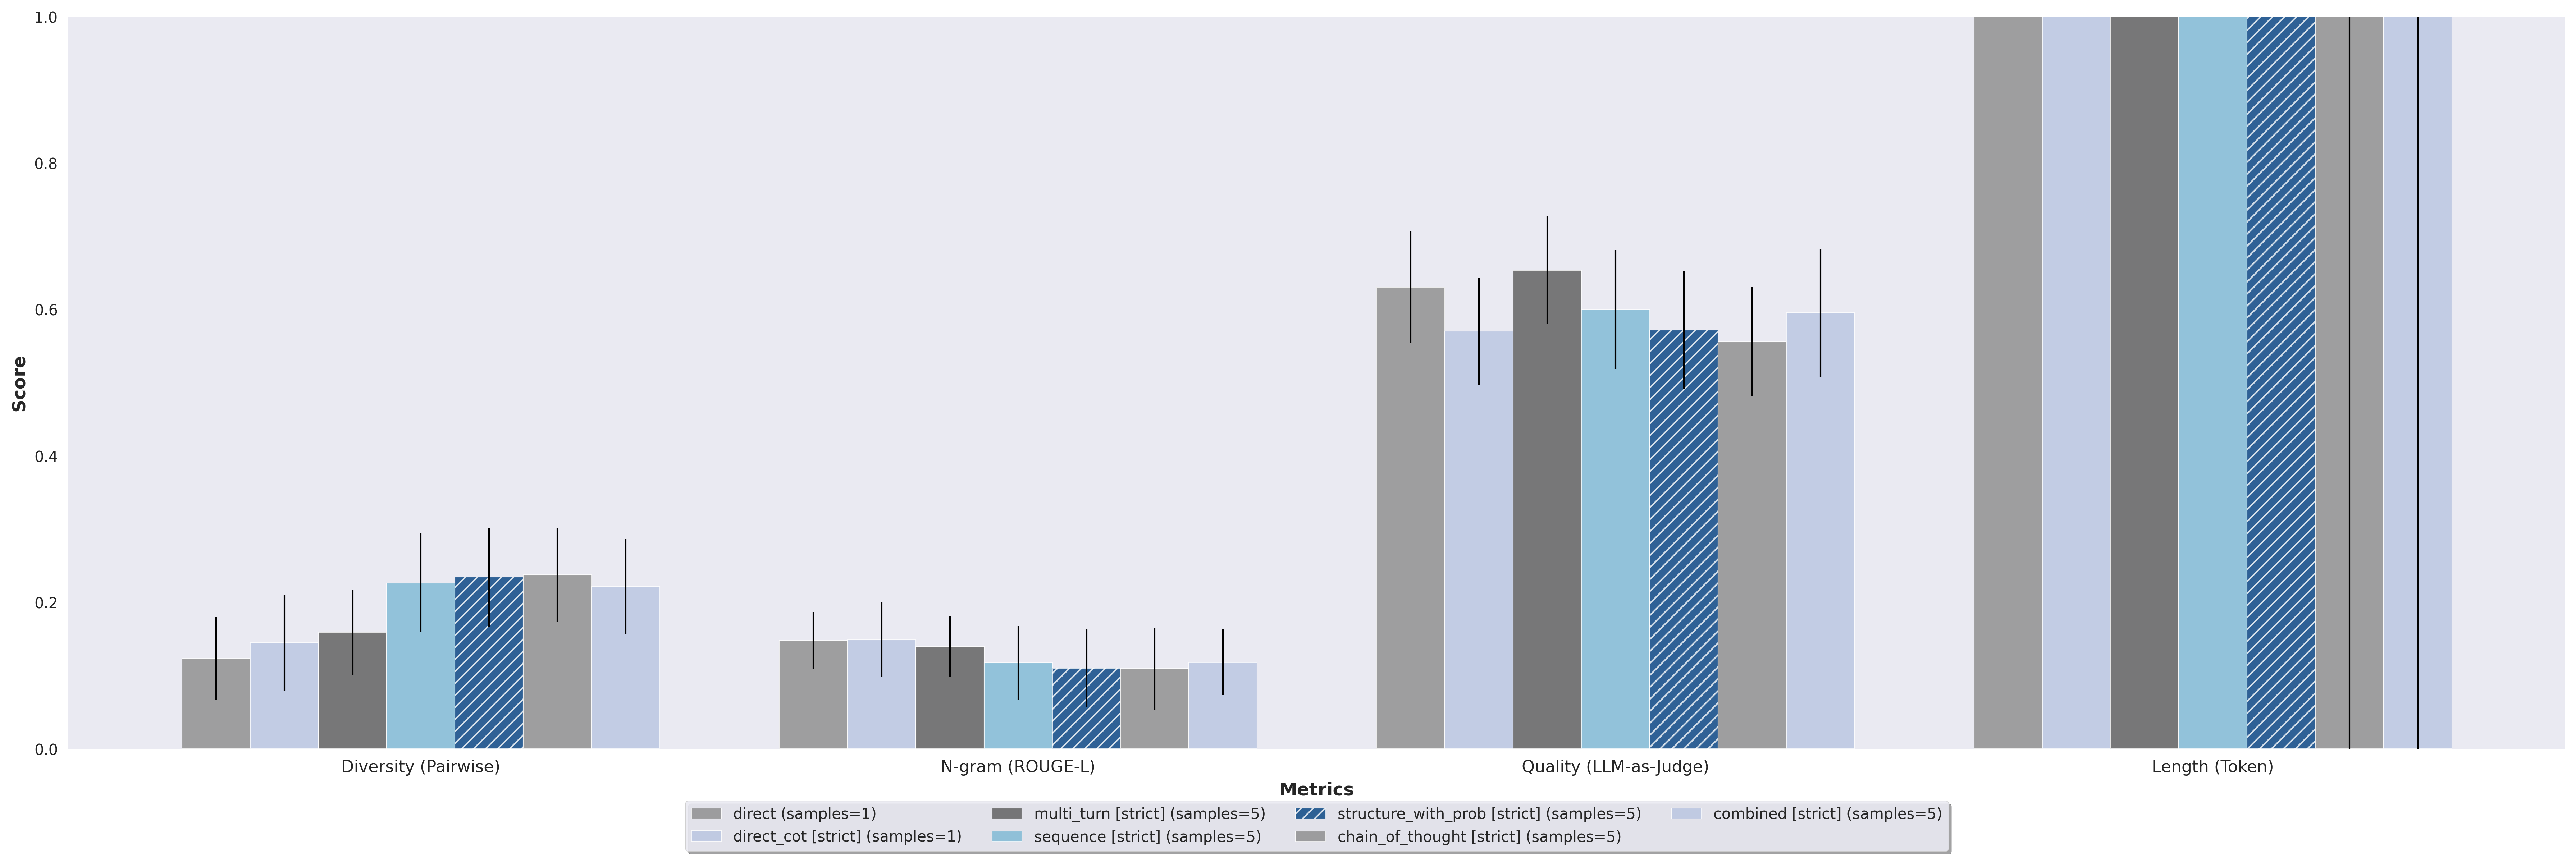 1.0
0.8
0.6
0.4
0.2
0.0
Score
Diversity (Pairwise)
N-gram (ROUGE-L)
Quality (LLM-as-Judge)
Length (Token)
Metrics
direct (samples=1)
direct_cot [strict] (samples=1)
multi_turn [strict] (samples=5)
sequence [strict] (samples=5)
structure_with_prob [strict] (samples=5)
chain_of_thought [strict] (samples=5)
combined [strict] (samples=5)